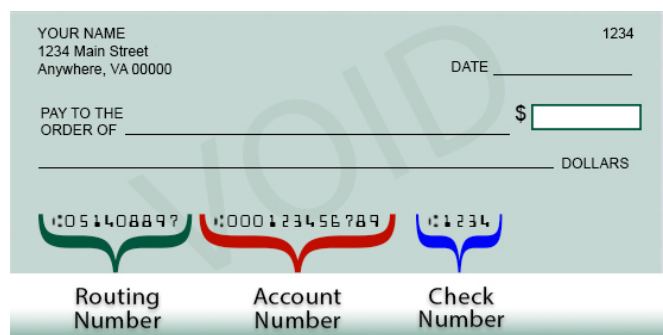 YOUR NAME 1234
1234 Main Street
Anywhere, VA 00000 DATE
VOID
PAY TO THE
ORDER OF $
DOLLARS
⑆051408897⑆ ⑆000123456789 ⑆1234
Routing Number
Account Number
Check Number